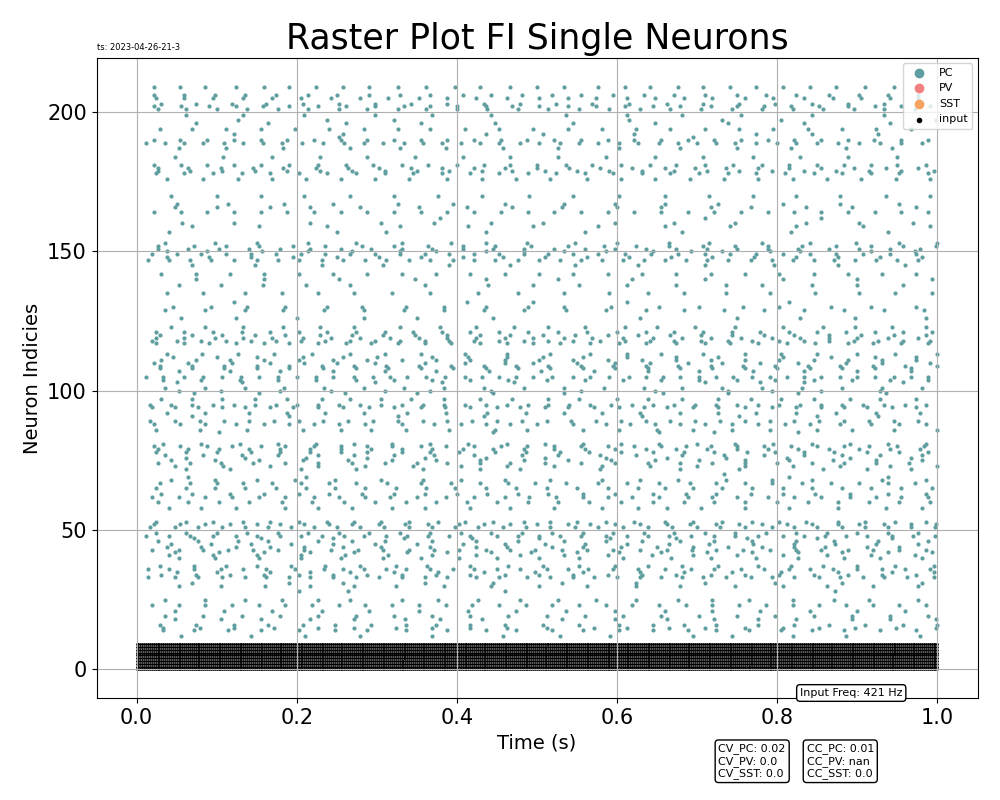 Raster Plot FI Single Neurons
ts: 2023-04-26-21-3
PC
PV
SST
input
200
150
100
50
0
Neuron Indicies
Input Freq: 421 Hz
0.0 0.2 0.4 0.6 0.8 1.0
Time (s)
CV_PC: 0.02
CV_PV: 0.0
CV_SST: 0.0
CC_PC: 0.01
CC_PV: nan
CC_SST: 0.0